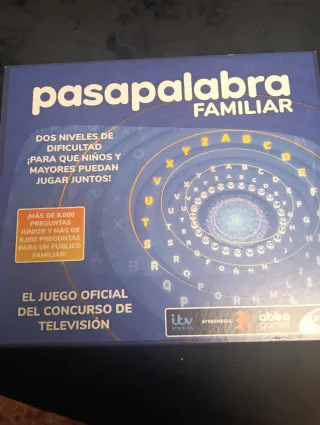 pasapalabra
FAMILIAR
DOS NIVELES DE
DIFICULTAD
¡PARA QUE NIÑOS Y
MAYORES PUEDAN
JUGAR JUNTOS!
¡MÁS DE 6.000
PREGUNTAS
JUNIOR Y MÁS DE
6.000 PREGUNTAS
PARA UN PÚBLICO
FAMILIAR!
EL JUEGO OFICIAL
DEL CONCURSO DE
TELEVISIÓN
itv
STUDIOS
ATRESMEDIA
abba
games